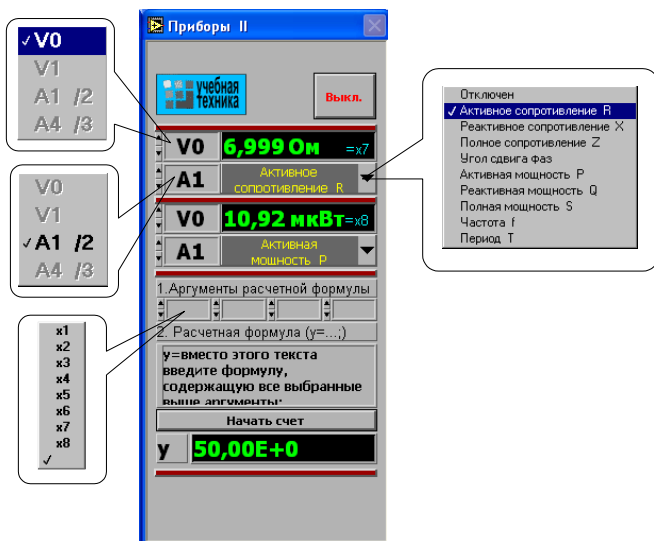 Приборы II
учебная
техника
Выкл.
V0 6,999 Ом =x7
A1 Активное
сопротивление R
V0 10,92 мкВт=x8
A1 Активная
мощность P
1.Аргументы расчетной формулы
2. Расчетная формула (y=...;)
y=вместо этого текста
введите формулу,
содержащую все выбранные
выше аргументы;
Начать счет
y 50,00E+0
✓V0
V1
A1 /2
A4 /3
V0
V1
✓A1 /2
A4 /3
x1
x2
x3
x4
x5
x6
x7
x8
✓
Отключен
✓ Активное сопротивление R
Реактивное сопротивление X
Полное сопротивление Z
Угол сдвига фаз
Активная мощность P
Реактивная мощность Q
Полная мощность S
Частота f
Период T